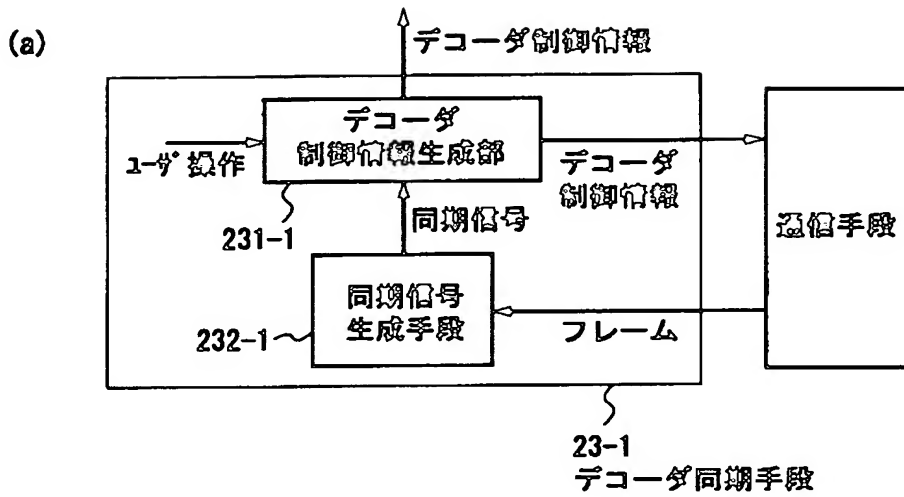 (a)
デコーダ制御情報
デコーダ
制御情報生成部
ユーザ操作
デコーダ
制御情報
231-1
同期信号
通信手段
同期信号
生成手段
232-1
フレーム
23-1
デコーダ同期手段